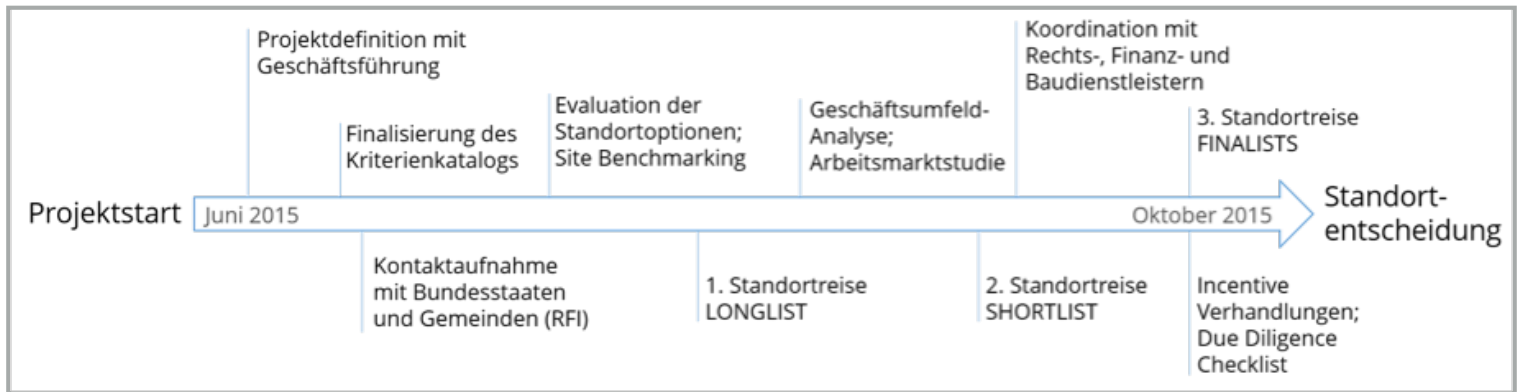 Projektdefinition mit
Geschäftsführung
Finalisierung des
Kriterienkatalogs
Evaluation der
Standortoptionen;
Site Benchmarking
Geschäftsumfeld-
Analyse;
Arbeitsmarktstudie
Koordination mit
Rechts-, Finanz- und
Baudienstleistern
3. Standortreise
FINALISTS
Projektstart
Juni 2015
Oktober 2015
Standort-
entscheidung
Kontaktaufnahme
mit Bundesstaaten
und Gemeinden (RFI)
1. Standortreise
LONGLIST
2. Standortreise
SHORTLIST
Incentive
Verhandlungen;
Due Diligence
Checklist